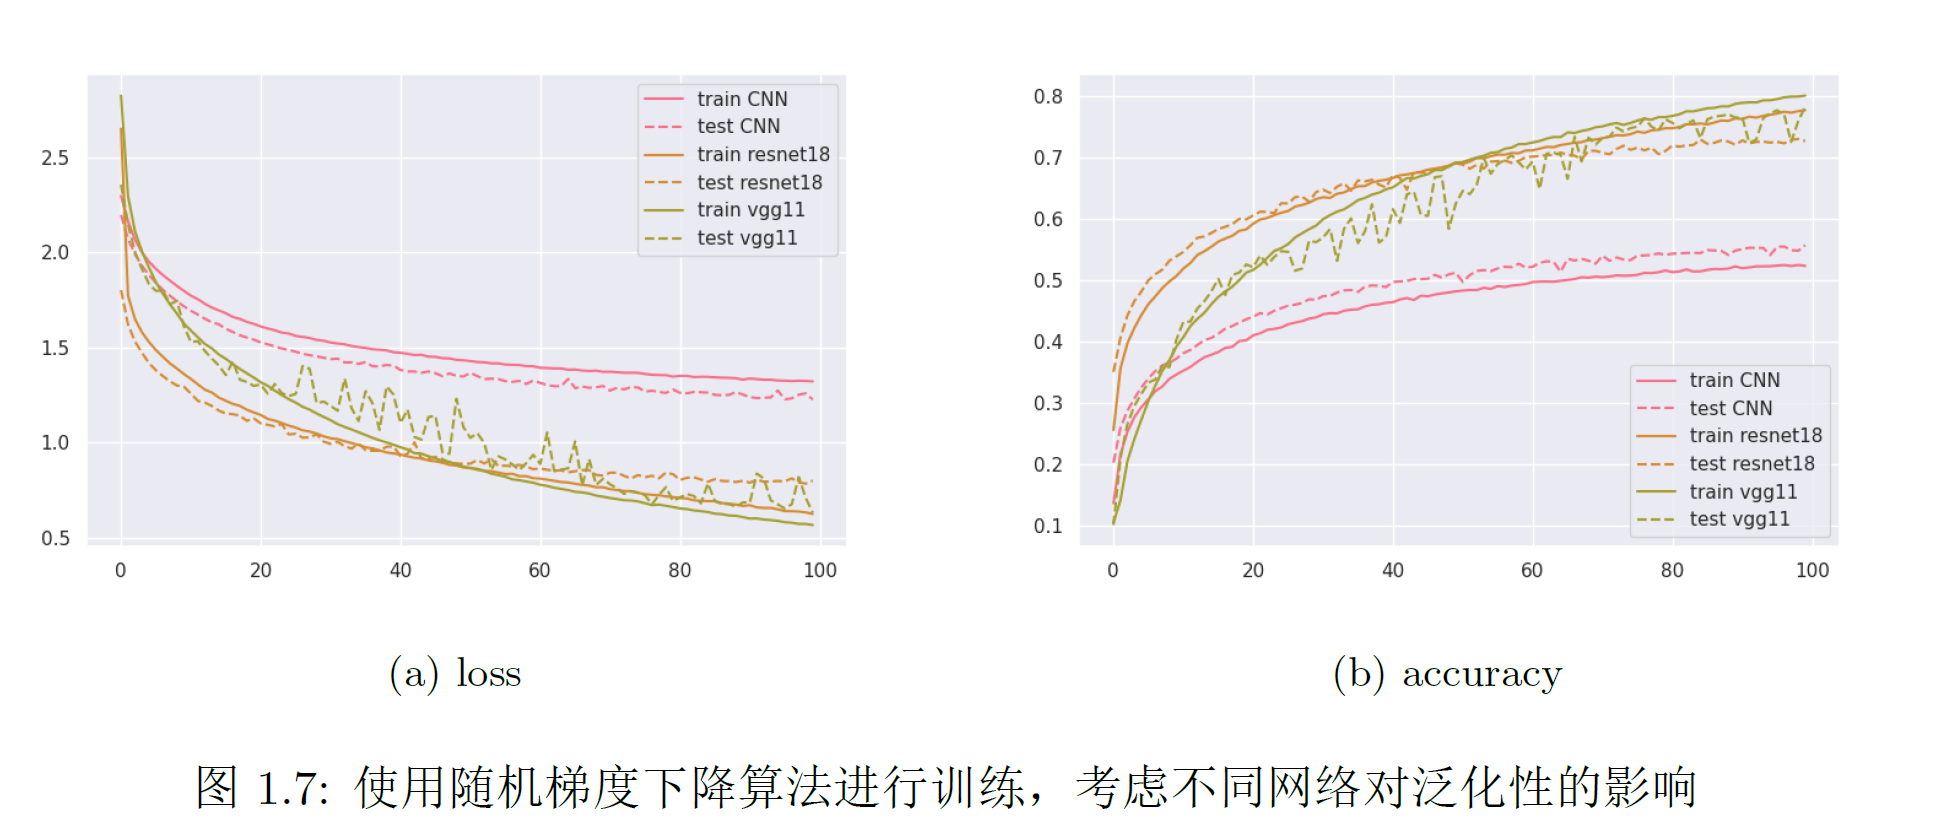 train CNN
test CNN
train resnet18
test resnet18
train vgg11
test vgg11
2.5
2.0
1.5
1.0
0.5
0 20 40 60 80 100
(a) loss
0.8
0.7
0.6
0.5
0.4
0.3
0.2
0.1
train CNN
test CNN
train resnet18
test resnet18
train vgg11
test vgg11
0 20 40 60 80 100
(b) accuracy
图 1.7: 使用随机梯度下降算法进行训练，考虑不同网络对泛化性的影响